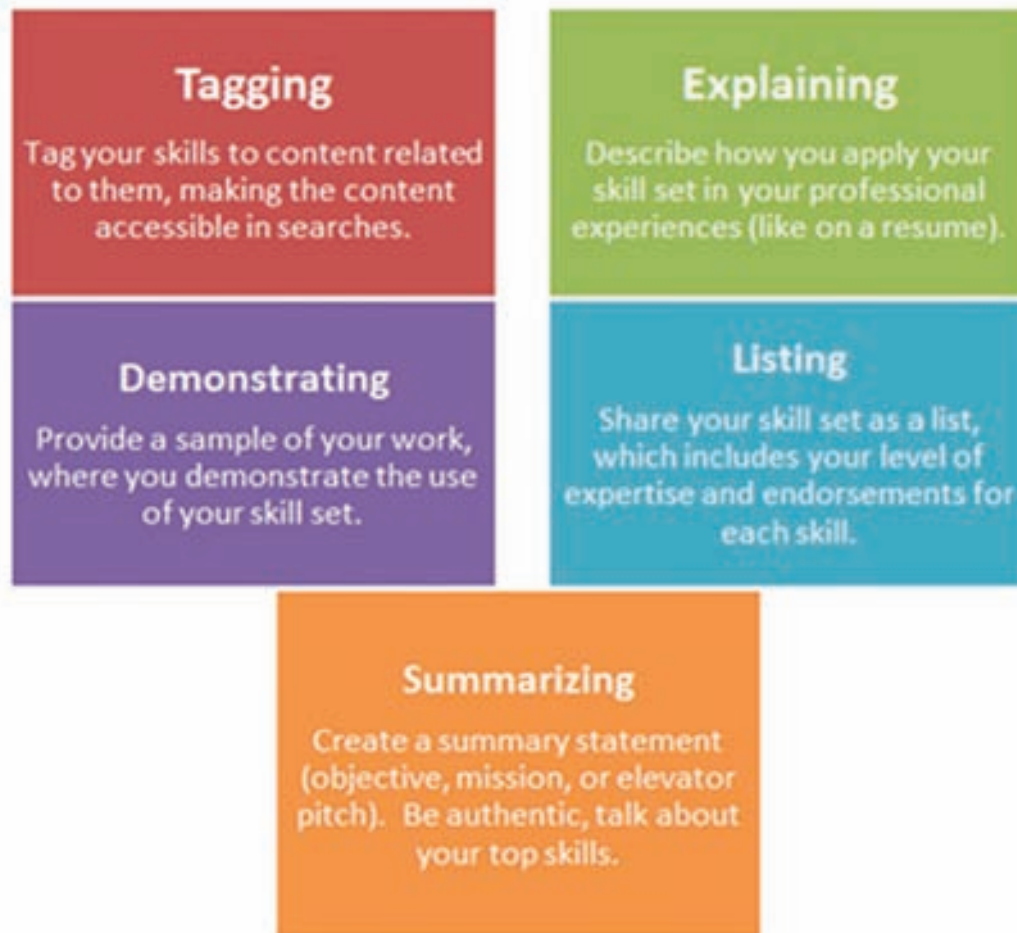 Tagging
Tag your skills to content related
to them, making the content
accessible in searches.
Explaining
Describe how you apply your
skill set in your professional
experiences (like on a resume).
Demonstrating
Provide a sample of your work,
where you demonstrate the use
of your skill set.
Listing
Share your skill set as a list,
which includes your level of
expertise and endorsements for
each skill.
Summarizing
Create a summary statement
(objective, mission, or elevator
pitch). Be authentic, talk about
your top skills.